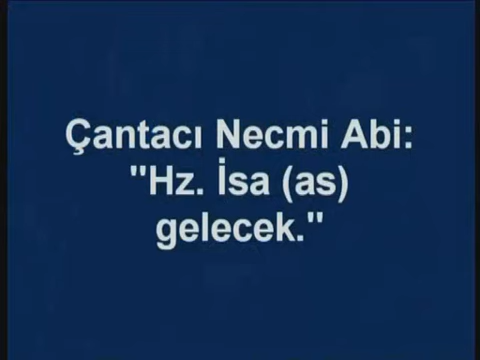 Çantacı Necmi Abi:
"Hz. İsa (as)
gelecek."